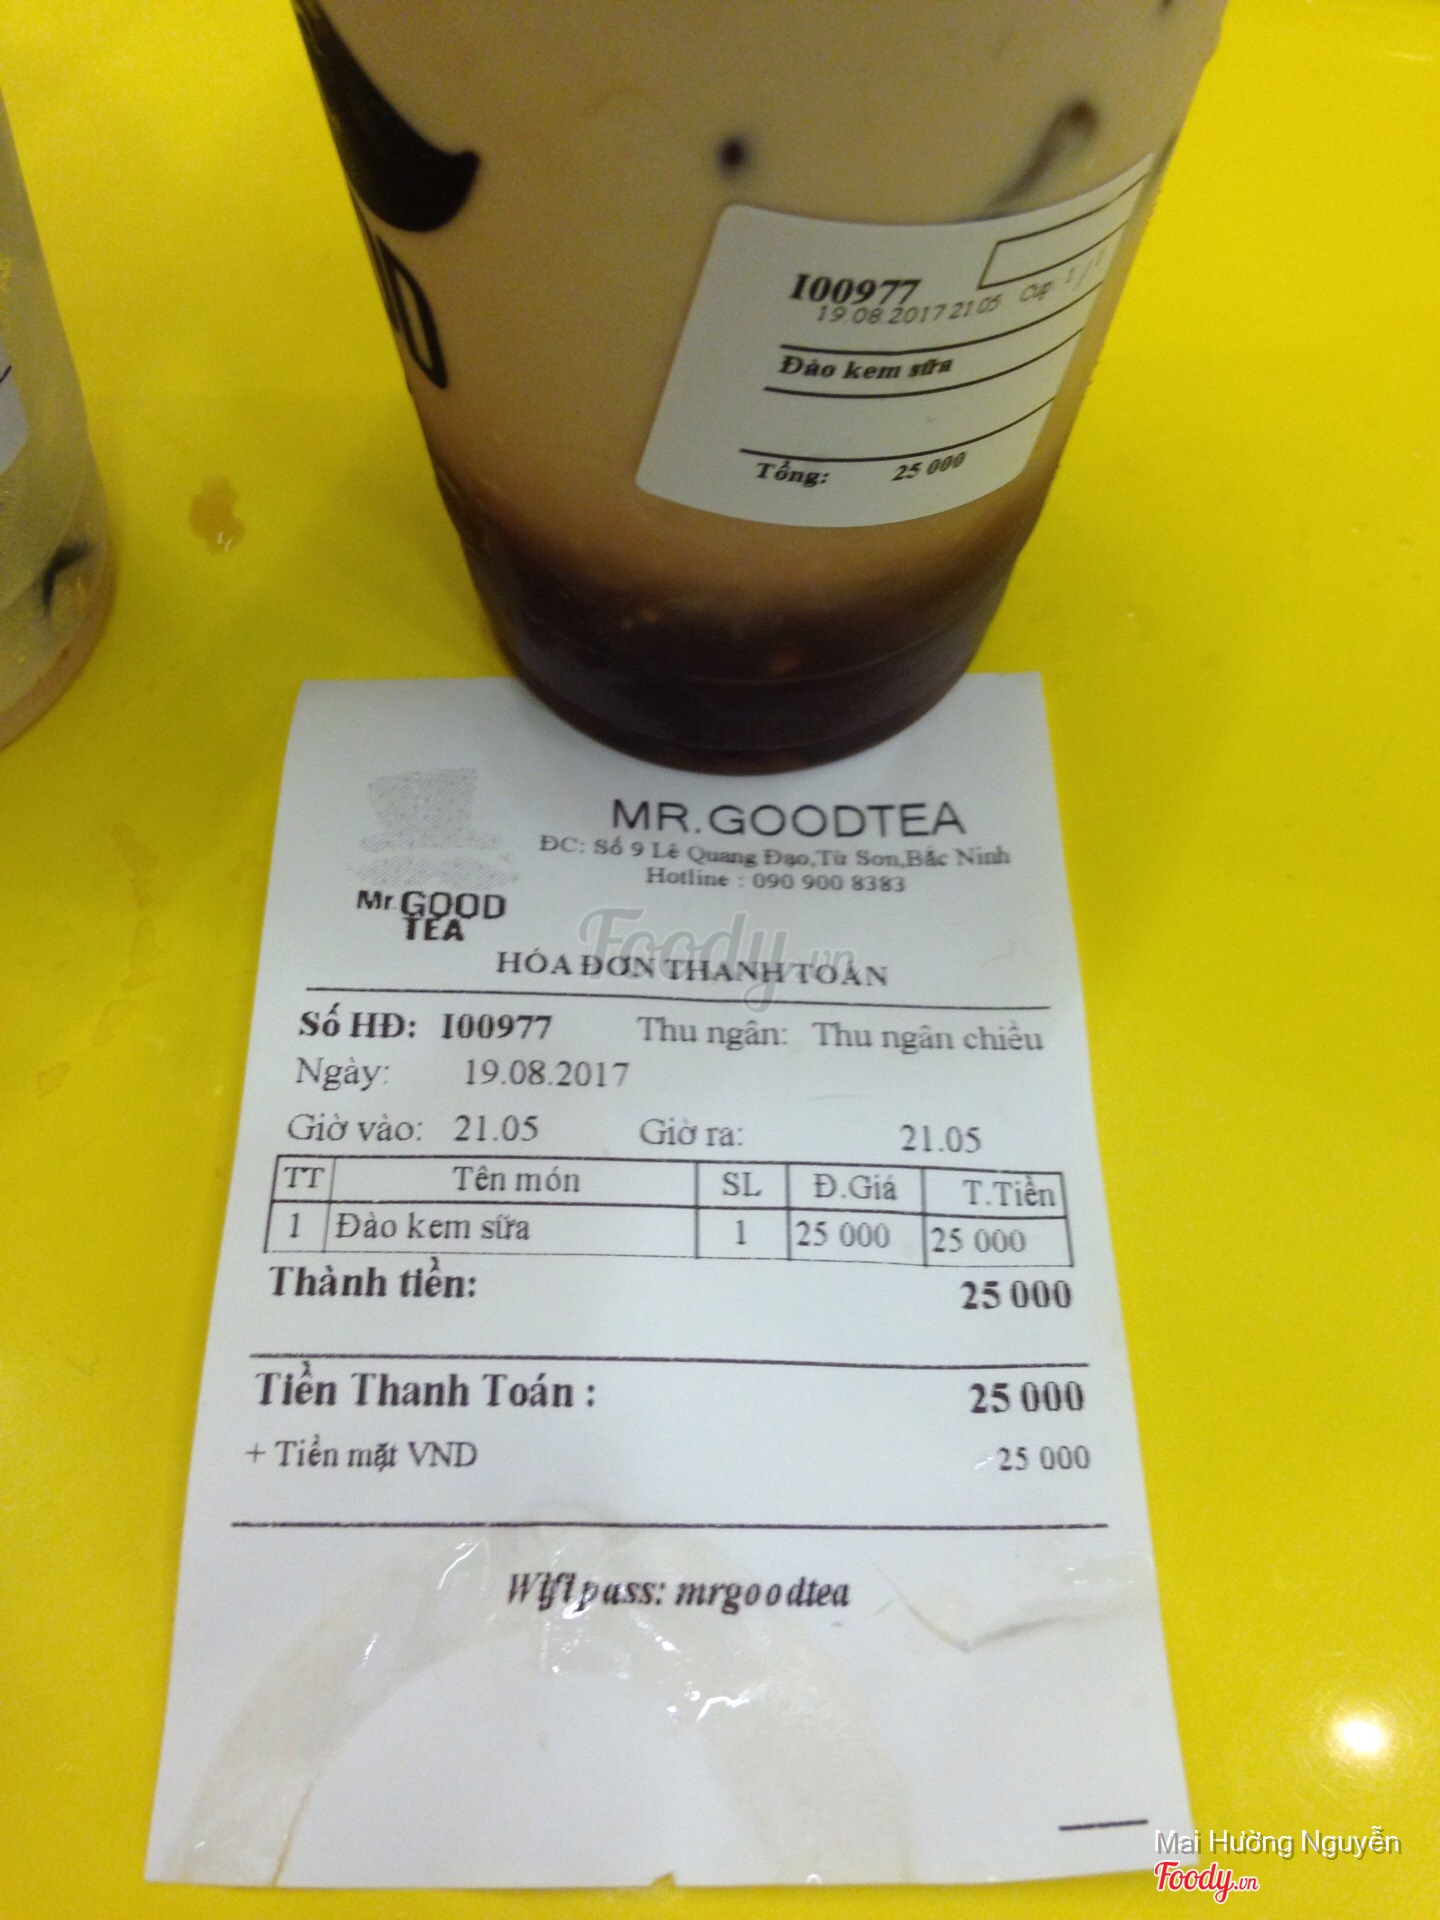 I00977
19.08.2017 21.05 Cup 1/1
Đào kem sữa
Tổng: 25 000
MR.GOODTEA
ĐC: Số 9 Lê Quang Đạo,Từ Sơn,Bắc Ninh
Hotline : 090 900 8383
Mr.GOOD
TEA
Foody.vn
HÓA ĐƠN THANH TOÁN
Số HĐ: I00977 Thu ngân: Thu ngân chiều
Ngày: 19.08.2017
Giờ vào: 21.05 Giờ ra: 21.05
TT Tên món SL Đ.Giá T.Tiền
1 Đào kem sữa 1 25 000 25 000
Thành tiền: 25 000
Tiền Thanh Toán : 25 000
+ Tiền mặt VND 25 000
Wifi pass: mrgoodtea
Mai Hường Nguyễn
Foody.vn